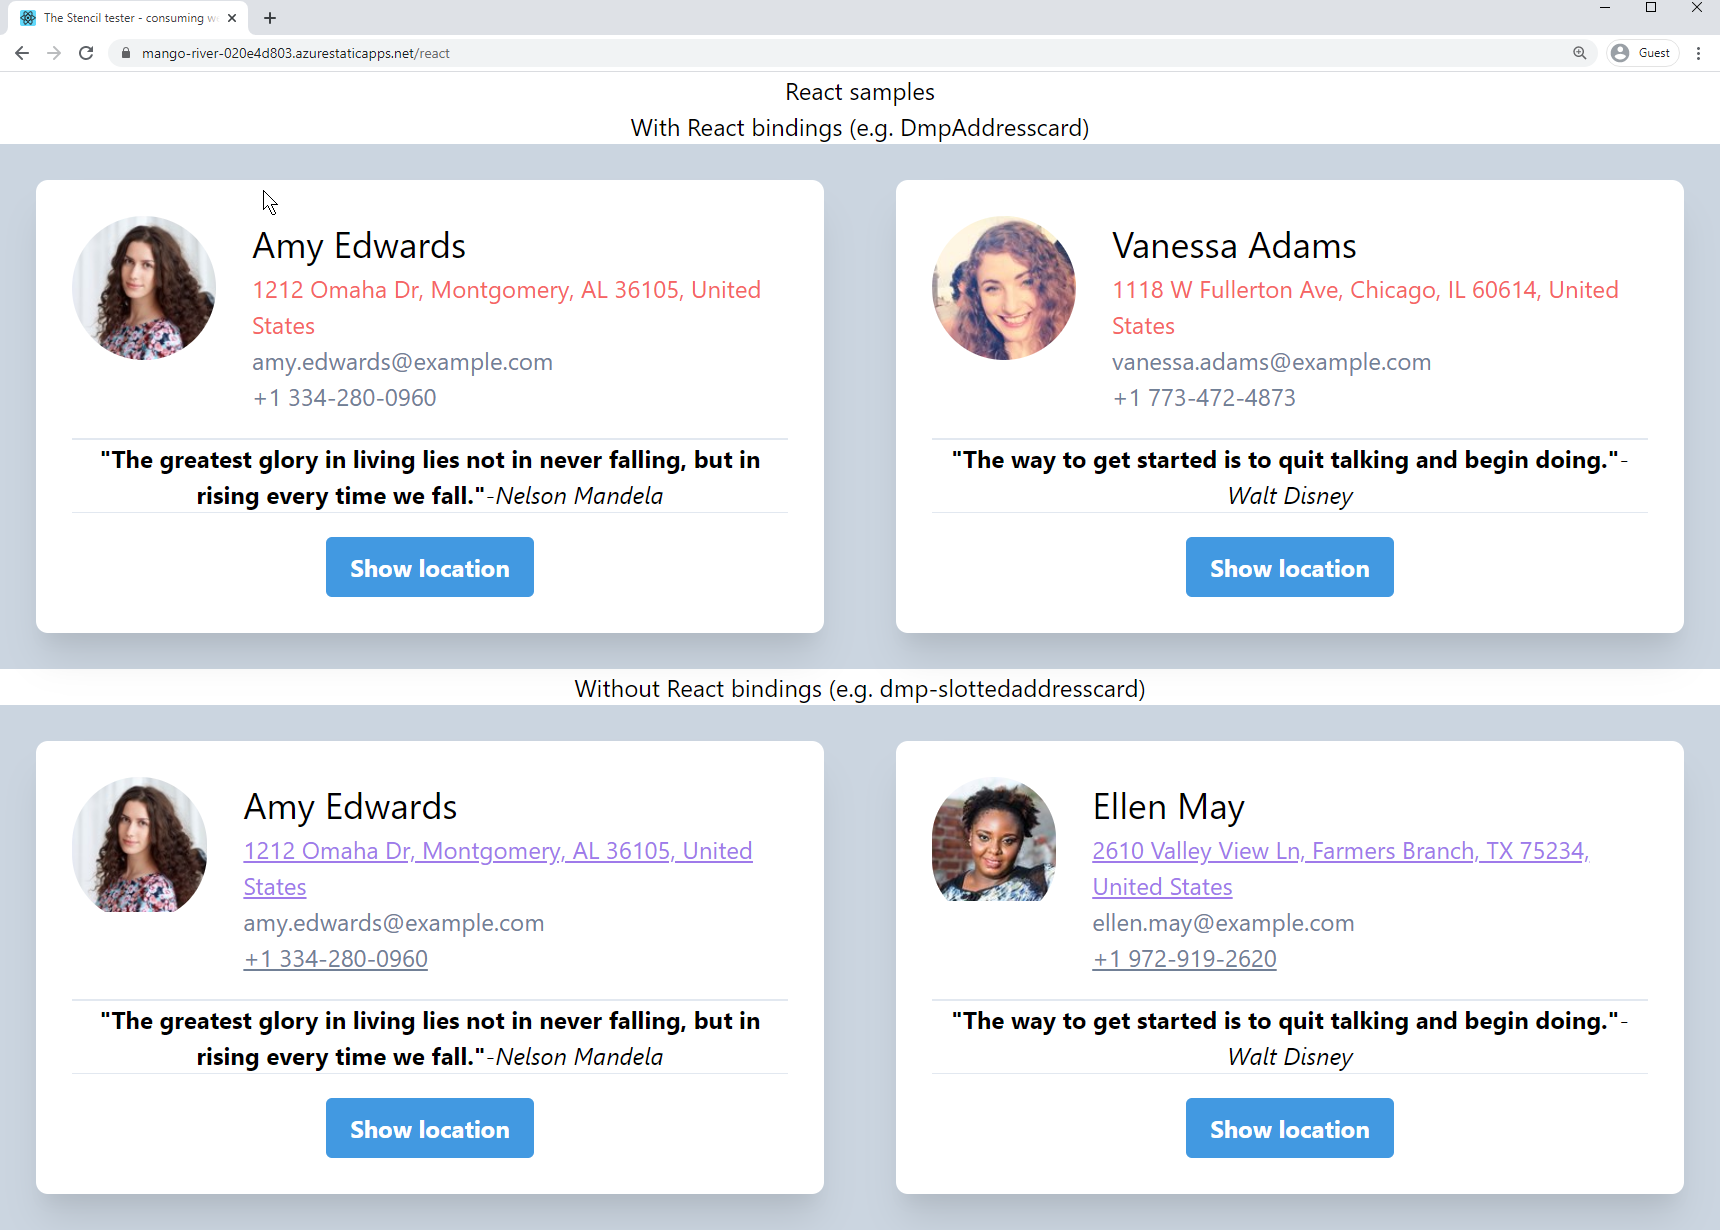 The Stencil tester - consuming w
mango-river-020e4d803.azurestaticapps.net/react
Guest
React samples
With React bindings (e.g. DmpAddresscard)
Amy Edwards
1212 Omaha Dr, Montgomery, AL 36105, United
States
amy.edwards@example.com
+1 334-280-0960
"The greatest glory in living lies not in never falling, but in
rising every time we fall."-Nelson Mandela
Show location
Vanessa Adams
1118 W Fullerton Ave, Chicago, IL 60614, United
States
vanessa.adams@example.com
+1 773-472-4873
"The way to get started is to quit talking and begin doing."-
Walt Disney
Show location
Without React bindings (e.g. dmp-slottedaddresscard)
Amy Edwards
1212 Omaha Dr, Montgomery, AL 36105, United
States
amy.edwards@example.com
+1 334-280-0960
"The greatest glory in living lies not in never falling, but in
rising every time we fall."-Nelson Mandela
Show location
Ellen May
2610 Valley View Ln, Farmers Branch, TX 75234,
United States
ellen.may@example.com
+1 972-919-2620
"The way to get started is to quit talking and begin doing."-
Walt Disney
Show location